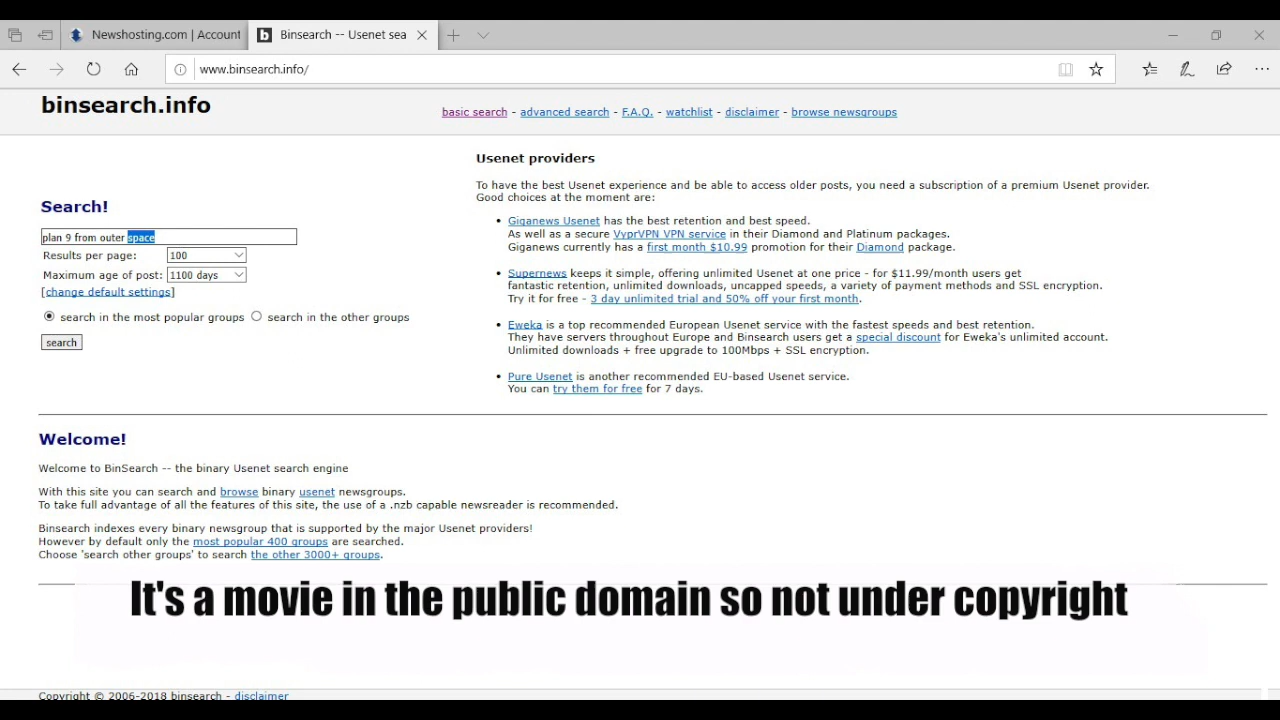 Newshosting.com | Account
Binsearch -- Usenet sea
www.binsearch.info/
binsearch.info
basic search - advanced search - F.A.Q. - watchlist - disclaimer - browse newsgroups
Search!
plan 9 from outer space
Results per page: 100
Maximum age of post: 1100 days
[change default settings]
search in the most popular groups search in the other groups
search
Usenet providers
To have the best Usenet experience and be able to access older posts, you need a subscription of a premium Usenet provider.
Good choices at the moment are:
• Giganews Usenet has the best retention and best speed.
As well as a secure VyprVPN VPN service in their Diamond and Platinum packages.
Giganews currently has a first month $10.99 promotion for their Diamond package.
• Supernews keeps it simple, offering unlimited Usenet at one price - for $11.99/month users get
fantastic retention, unlimited downloads, uncapped speeds, a variety of payment methods and SSL encryption.
Try it for free - 3 day unlimited trial and 50% off your first month.
• Eweka is a top recommended European Usenet service with the fastest speeds and best retention.
They have servers throughout Europe and Binsearch users get a special discount for Eweka's unlimited account.
Unlimited downloads + free upgrade to 100Mbps + SSL encryption.
• Pure Usenet is another recommended EU-based Usenet service.
You can try them for free for 7 days.
Welcome!
Welcome to BinSearch -- the binary Usenet search engine
With this site you can search and browse binary usenet newsgroups.
To take full advantage of all the features of this site, the use of a .nzb capable newsreader is recommended.
Binsearch indexes every binary newsgroup that is supported by the major Usenet providers!
However by default only the most popular 400 groups are searched.
Choose 'search other groups' to search the other 3000+ groups.
It's a movie in the public domain so not under copyright
Copyright © 2006-2018 binsearch - disclaimer